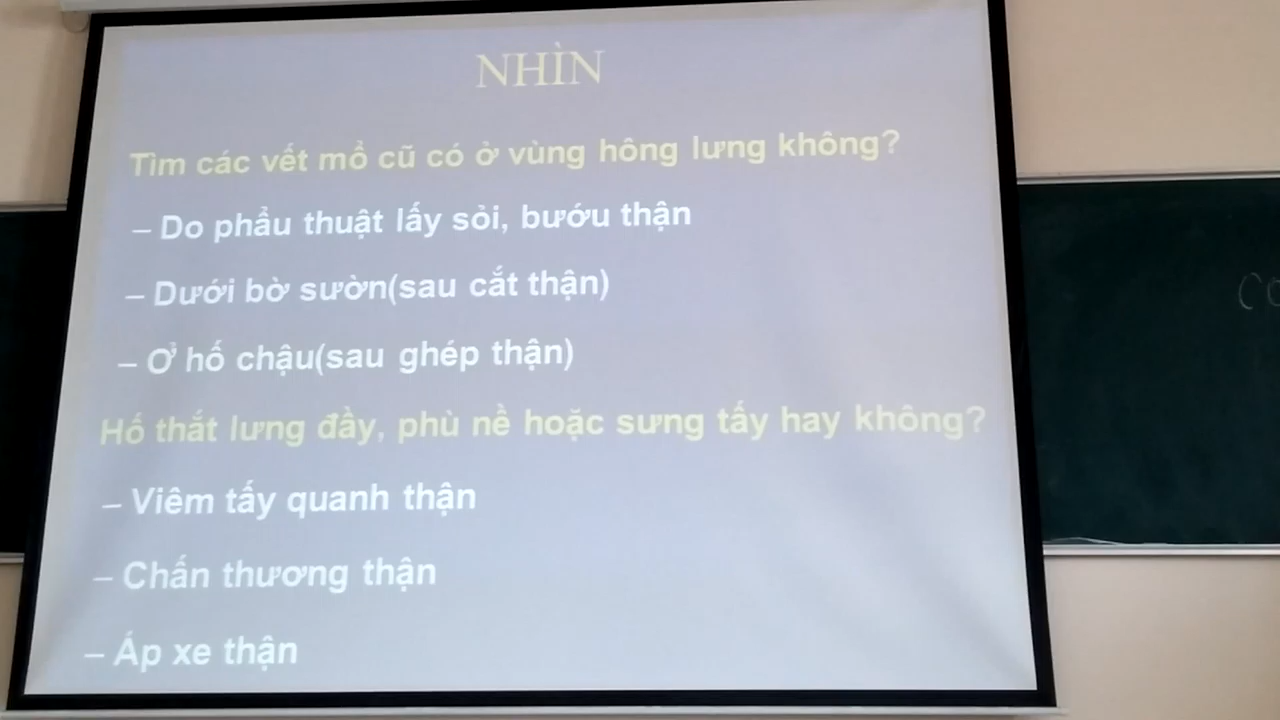 NHÌN
Tìm các vết mổ cũ có ở vùng hông lưng không?
– Do phẩu thuật lấy sỏi, bướu thận
– Dưới bờ sườn(sau cắt thận)
– Ở hố chậu(sau ghép thận)
Hố thắt lưng đầy, phù nề hoặc sưng tấy hay không?
– Viêm tấy quanh thận
– Chấn thương thận
– Áp xe thận